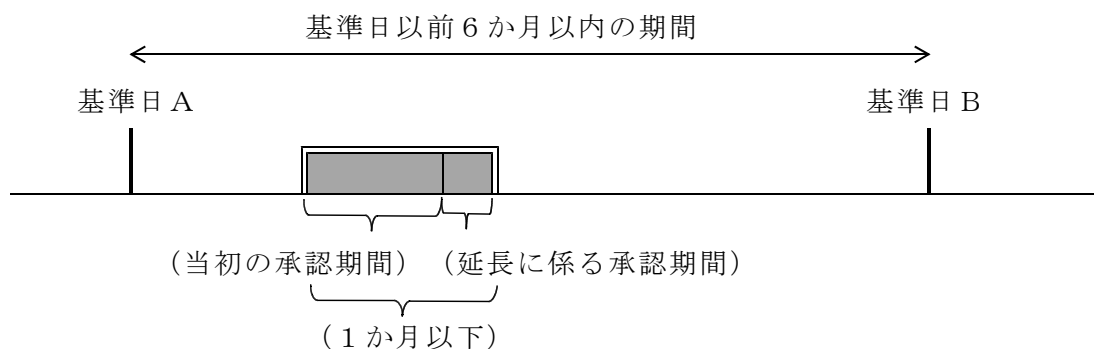 基準日以前６か月以内の期間
基準日Ａ
基準日Ｂ
（当初の承認期間）
（延長に係る承認期間）
（１か月以下）